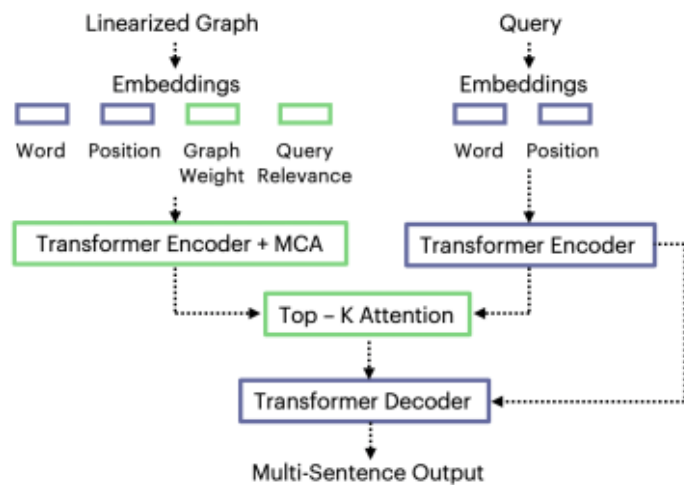 Linearized Graph
Query
Embeddings
Embeddings
Word
Position
Graph
Weight
Query
Relevance
Word
Position
Transformer Encoder + MCA
Transformer Encoder
Top – K Attention
Transformer Decoder
Multi-Sentence Output